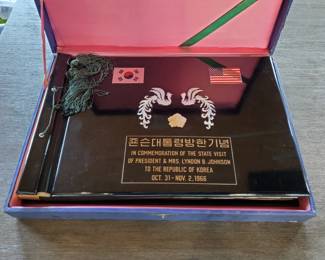 죤슨대통령방한기념
IN COMMEMORATION OF THE STATE VISIT
OF PRESIDENT & MRS. LYNDON B. JOHNSON
TO THE REPUBLIC OF KOREA
OCT. 31 - NOV. 2, 1966